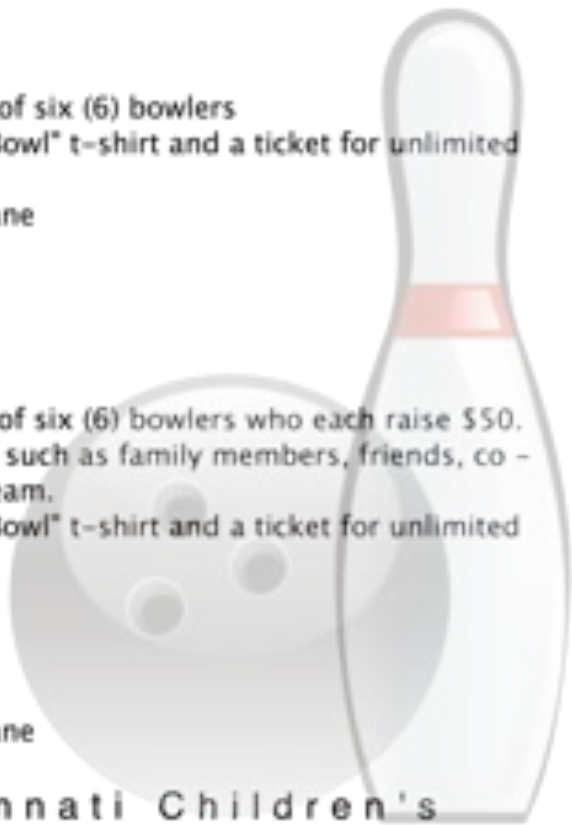 of six (6) bowlers
Bowl" t-shirt and a ticket for unlimited
ne
of six (6) bowlers who each raise $50.
such as family members, friends, co -
eam.
Bowl" t-shirt and a ticket for unlimited
ne
nnati Children's